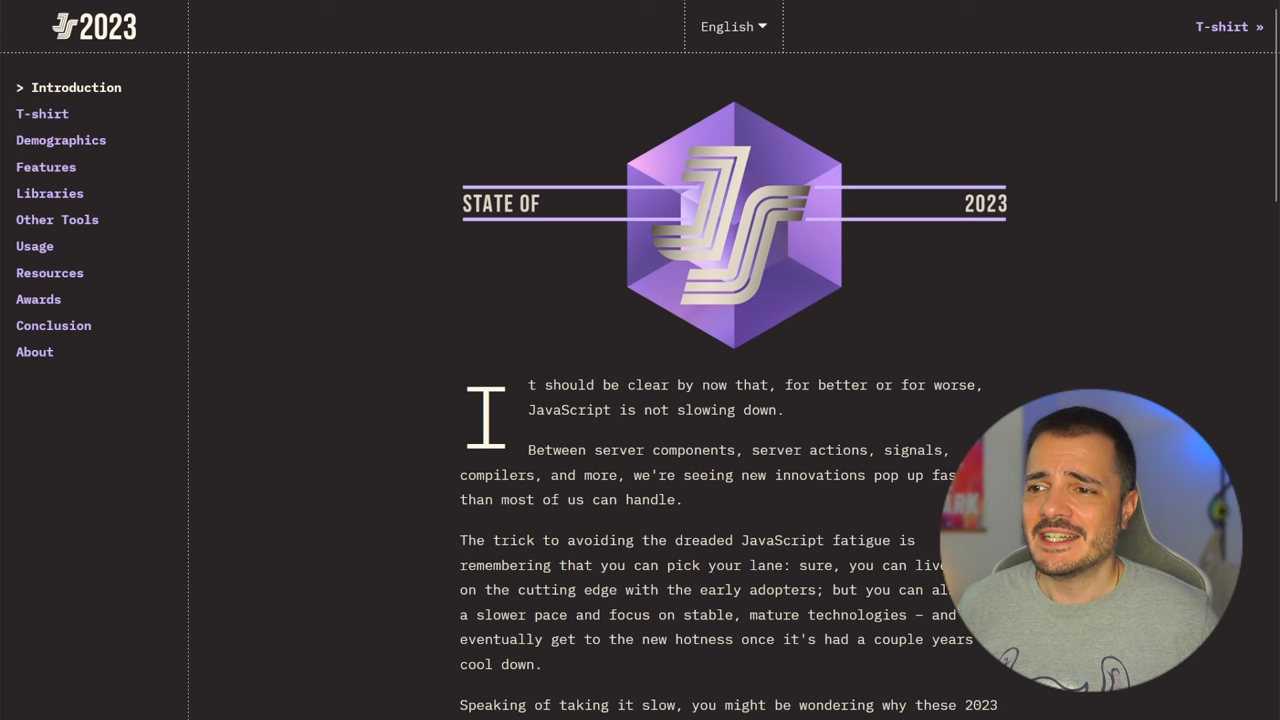 JS 2023
English
T-shirt »
> Introduction
T-shirt
Demographics
Features
Libraries
Other Tools
Usage
Resources
Awards
Conclusion
About
STATE OF
JS
2023
It should be clear by now that, for better or for worse,
JavaScript is not slowing down.
Between server components, server actions, signals,
compilers, and more, we're seeing new innovations pop up fas
than most of us can handle.
The trick to avoiding the dreaded JavaScript fatigue is
remembering that you can pick your lane: sure, you can live
on the cutting edge with the early adopters; but you can al
a slower pace and focus on stable, mature technologies – and
eventually get to the new hotness once it's had a couple years
cool down.
Speaking of taking it slow, you might be wondering why these 2023